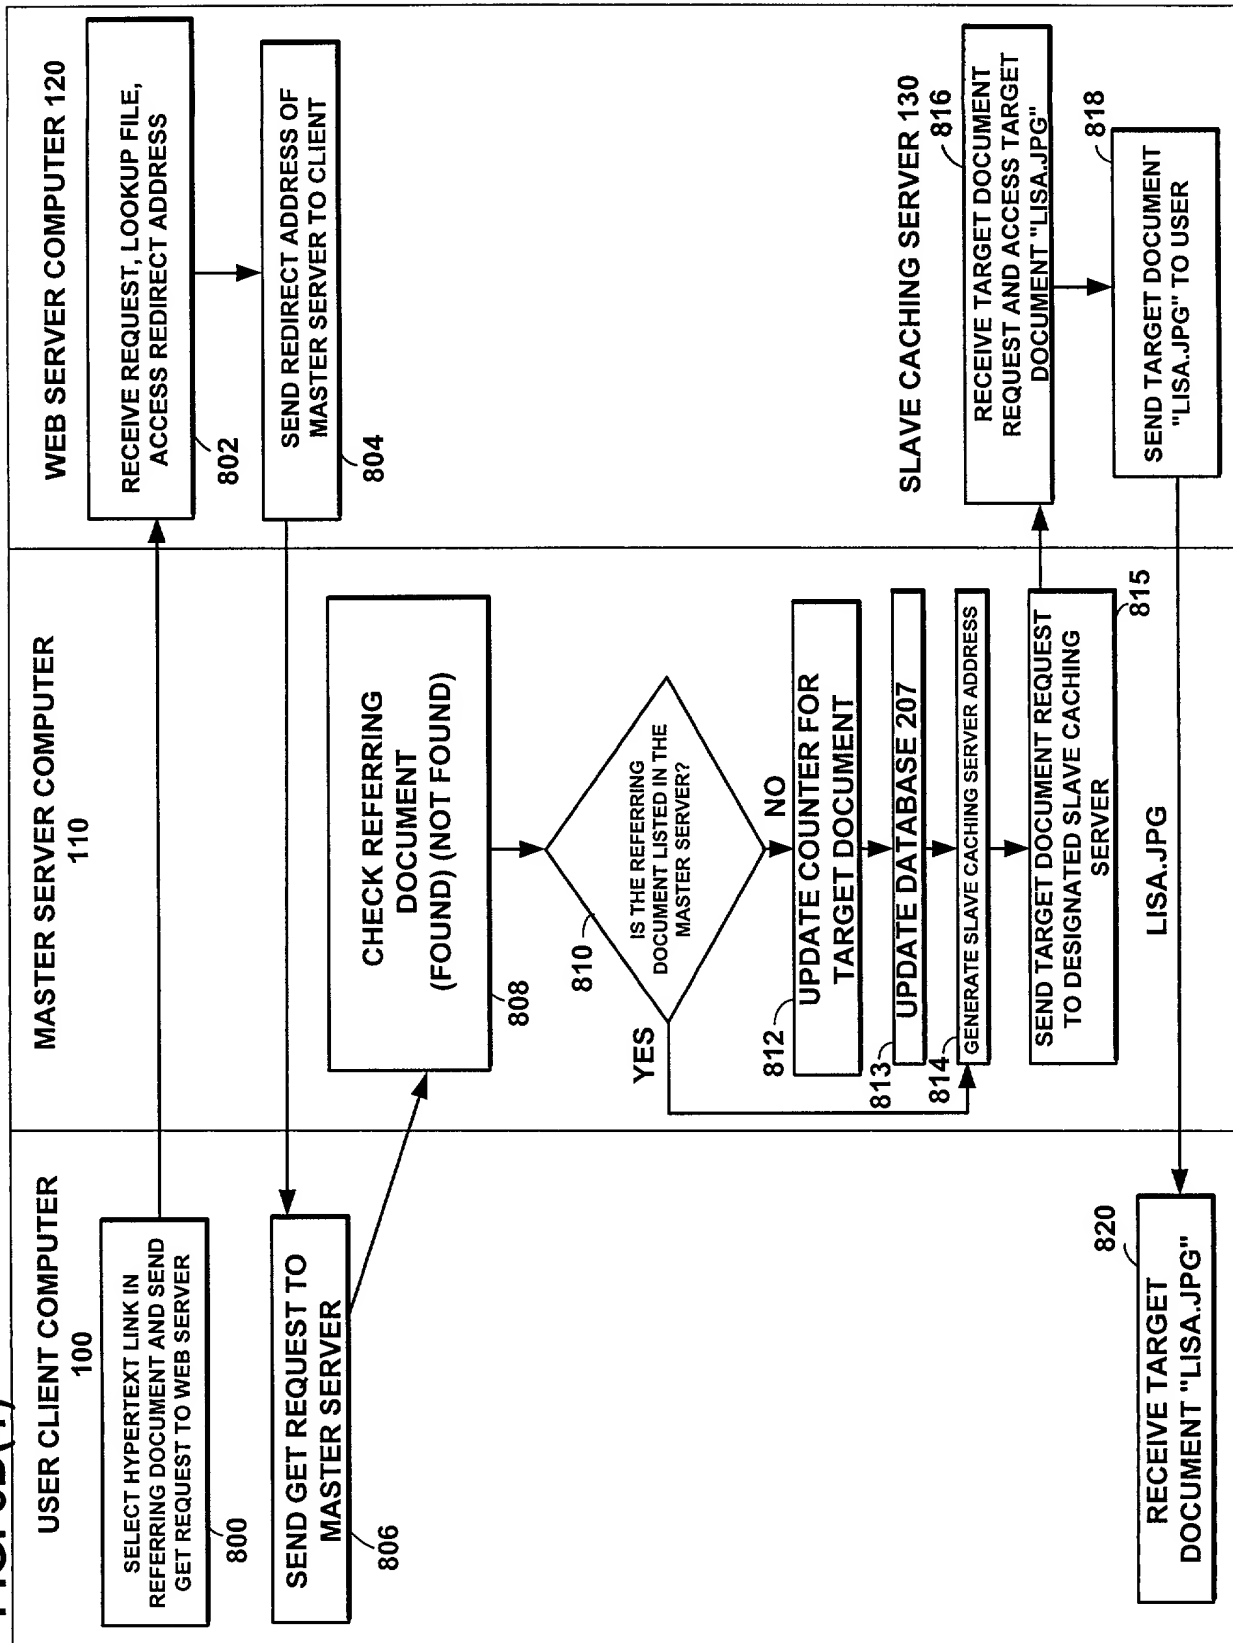 USER CLIENT COMPUTER
100
SELECT HYPERTEXT LINK IN
REFERRING DOCUMENT AND SEND
GET REQUEST TO WEB SERVER
800
SEND GET REQUEST TO
MASTER SERVER
806
RECEIVE TARGET
DOCUMENT "LISA.JPG"
820
MASTER SERVER COMPUTER
110
CHECK REFERRING
DOCUMENT
(FOUND) (NOT FOUND)
808
IS THE REFERRING
DOCUMENT LISTED IN THE
MASTER SERVER?
810
YES
NO
UPDATE COUNTER FOR
TARGET DOCUMENT
812
UPDATE DATABASE 207
813
GENERATE SLAVE CACHING SERVER ADDRESS
814
SEND TARGET DOCUMENT REQUEST
TO DESIGNATED SLAVE CACHING
SERVER
815
LISA.JPG
WEB SERVER COMPUTER 120
RECEIVE REQUEST, LOOKUP FILE,
ACCESS REDIRECT ADDRESS
802
SEND REDIRECT ADDRESS OF
MASTER SERVER TO CLIENT
804
SLAVE CACHING SERVER 130
816
RECEIVE TARGET DOCUMENT
REQUEST AND ACCESS TARGET
DOCUMENT "LISA.JPG"
818
SEND TARGET DOCUMENT
"LISA.JPG" TO USER